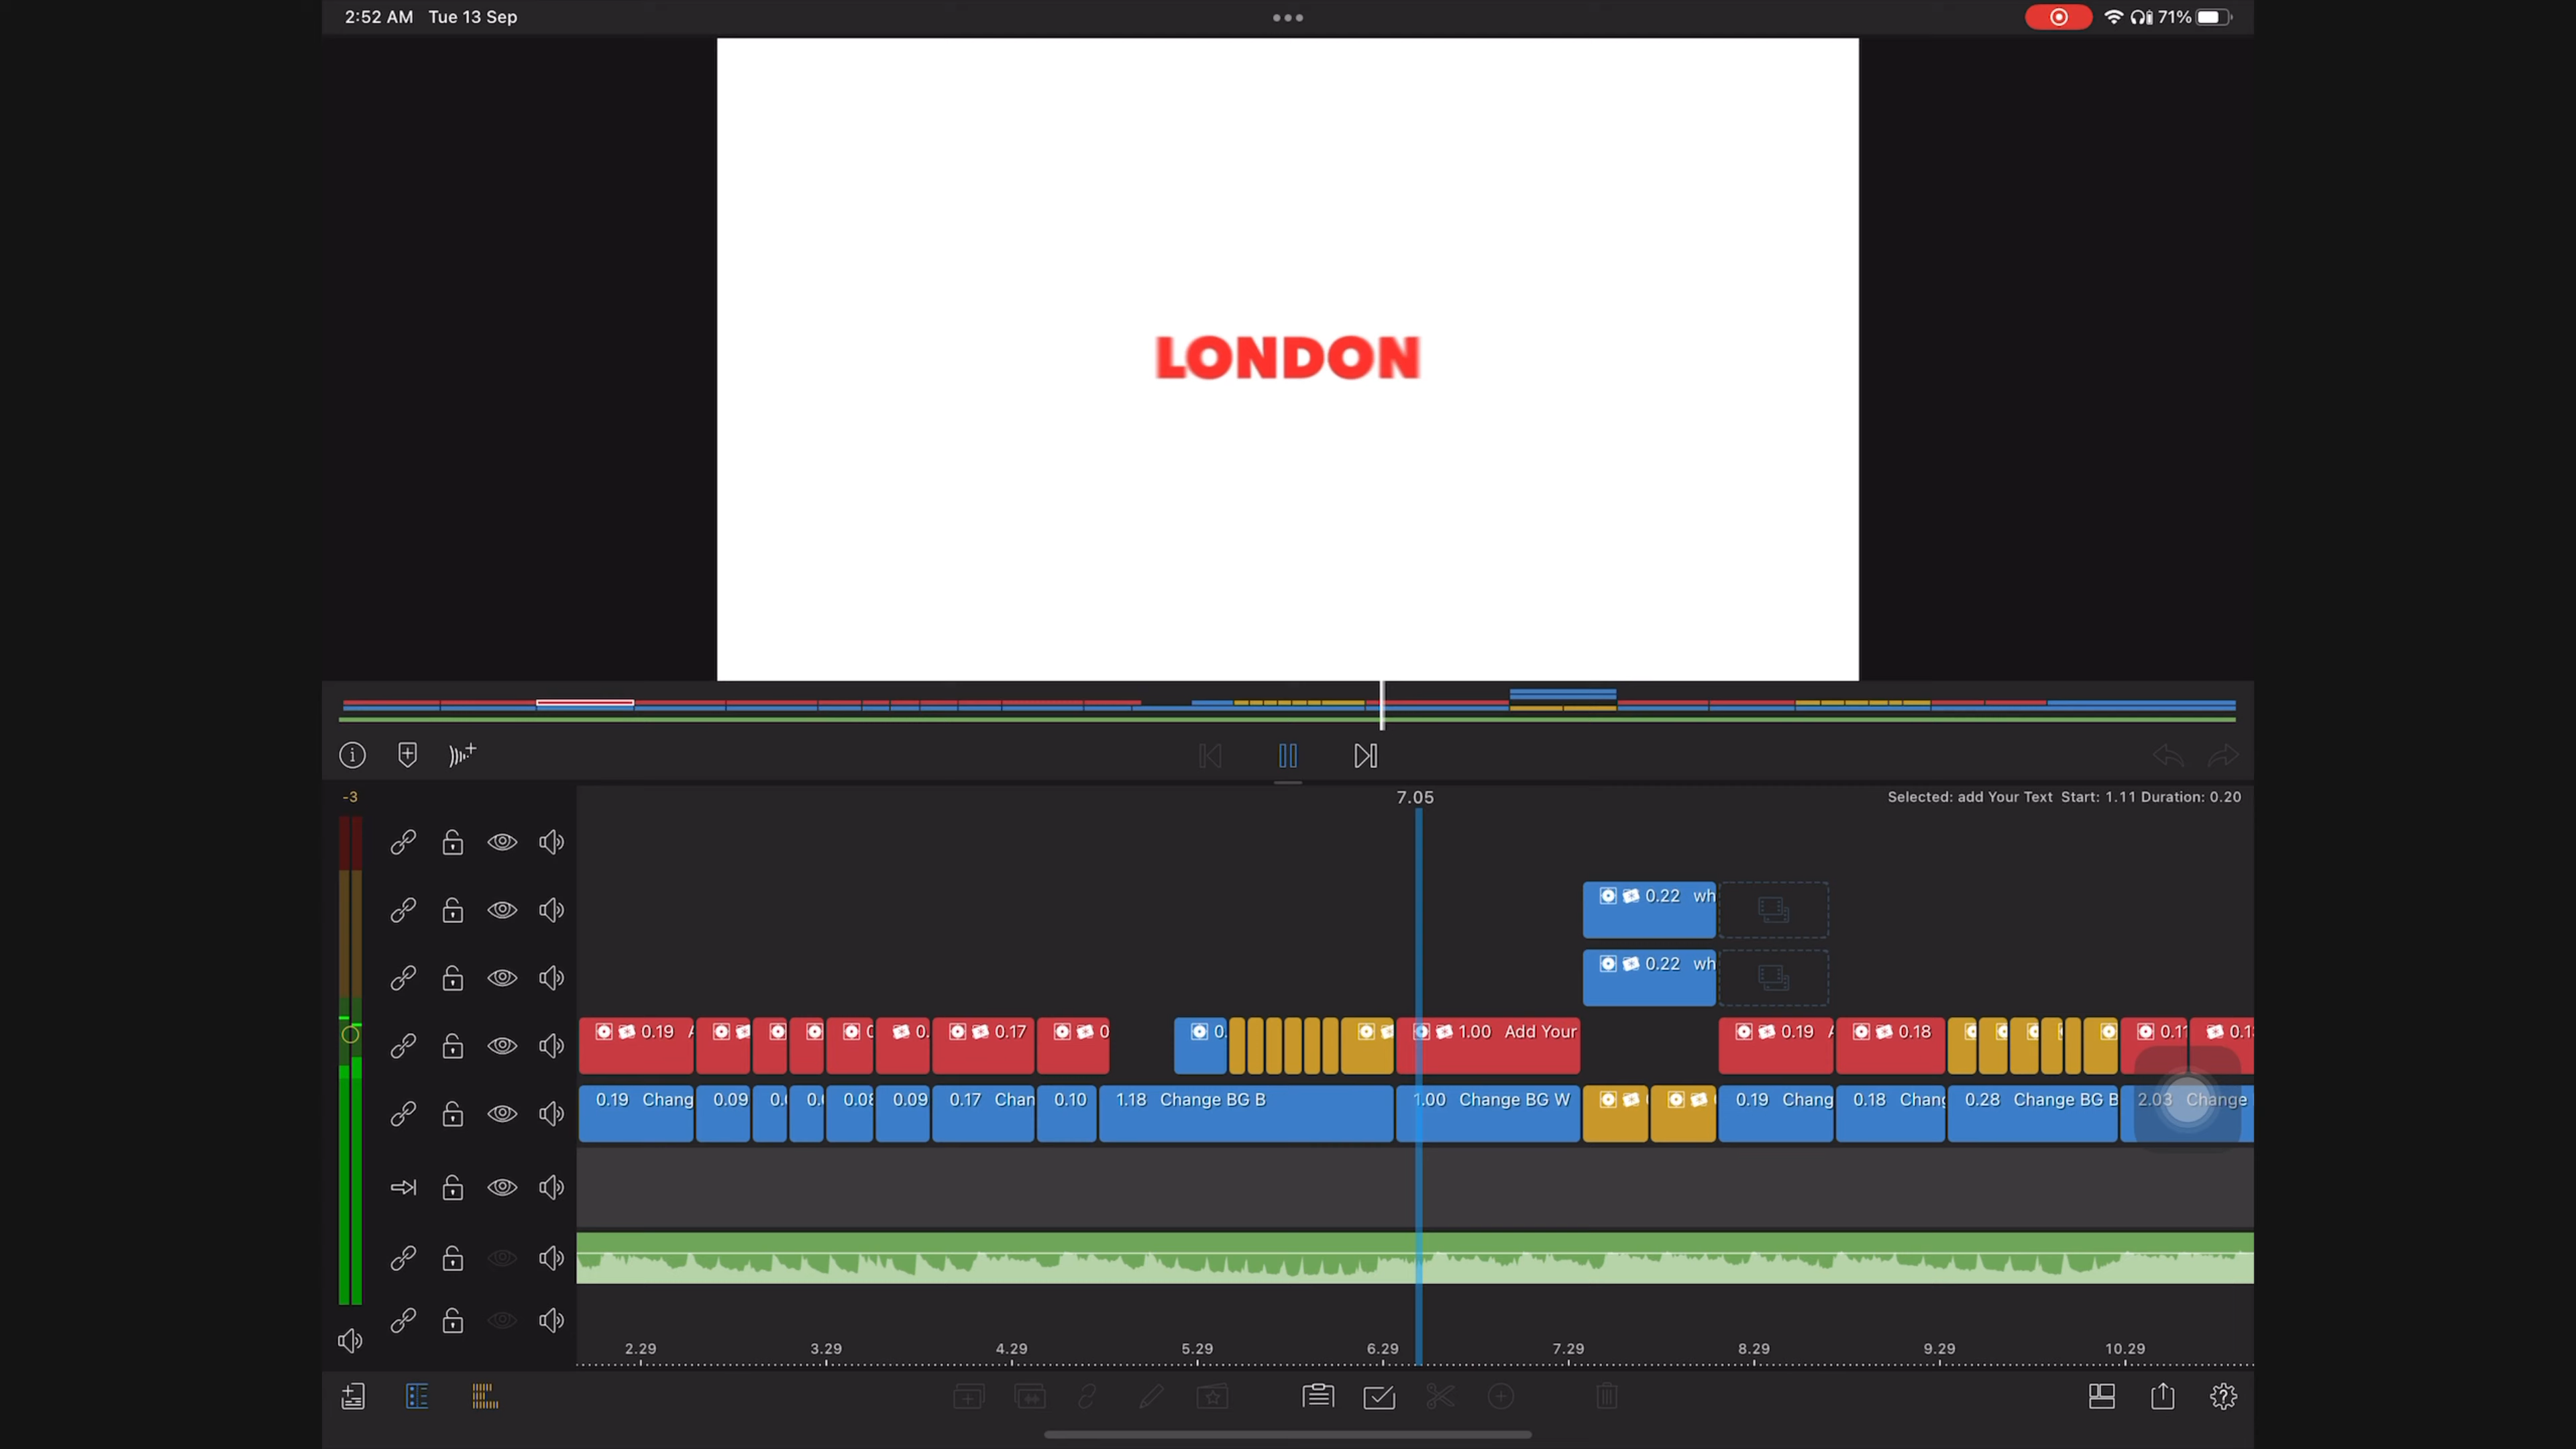 2:52 AM Tue 13 Sep
71%
LONDON
-3
7.05
Selected: add Your Text Start: 1.11 Duration: 0.20
0.22 wh
0.22 wh
0.19 0.17 1.00 Add Your 0.19 0.18
0.19 Chang 0.09 0.09 0.17 Chan 0.10 1.18 Change BG B 1.00 Change BG W 0.19 Chang 0.18 Chang 0.28 Change BG B 2.03 Change
2.29 3.29 4.29 5.29 6.29 7.29 8.29 9.29 10.29